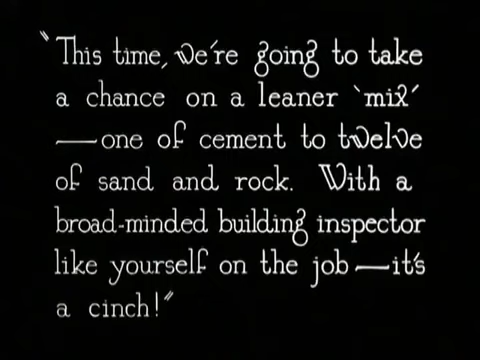 "This time, we're going to take
a chance on a leaner 'mix'
—one of cement to twelve
of sand and rock. With a
broad-minded building inspector
like yourself on the job—it's
a cinch!"